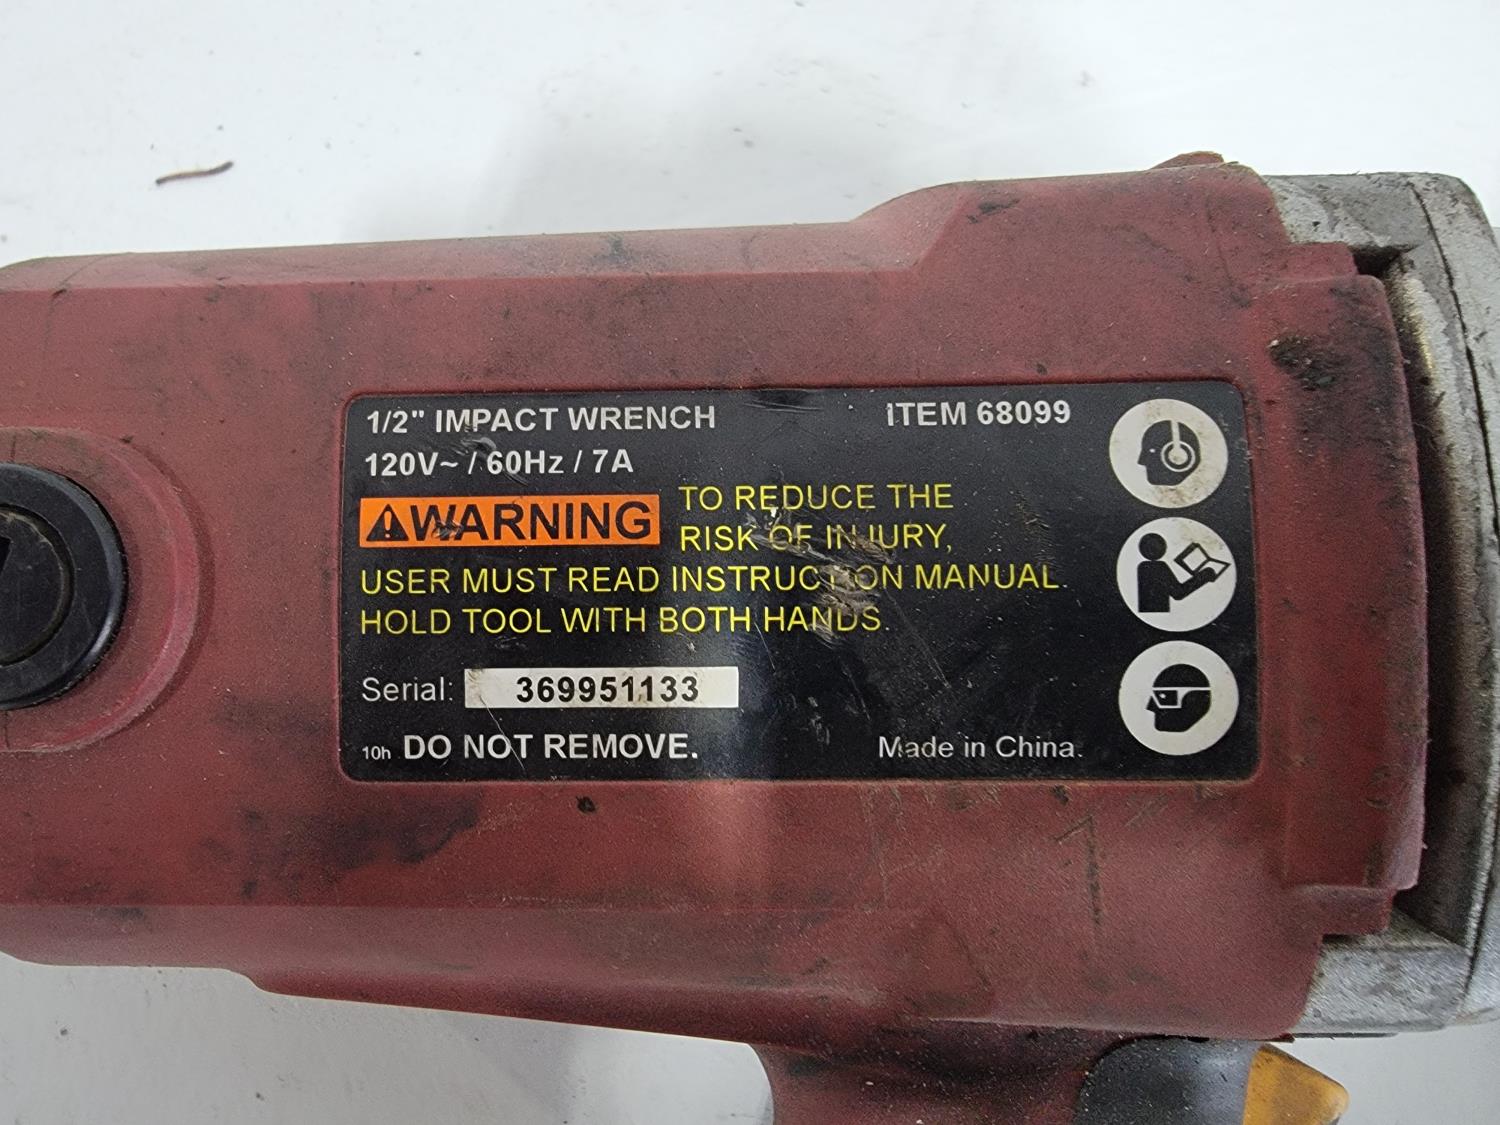 1/2" IMPACT WRENCH ITEM 68099
120V~ / 60Hz / 7A
WARNING TO REDUCE THE
RISK OF INJURY,
USER MUST READ INSTRUCTION MANUAL.
HOLD TOOL WITH BOTH HANDS.
Serial: 369951133
10h DO NOT REMOVE. Made in China.